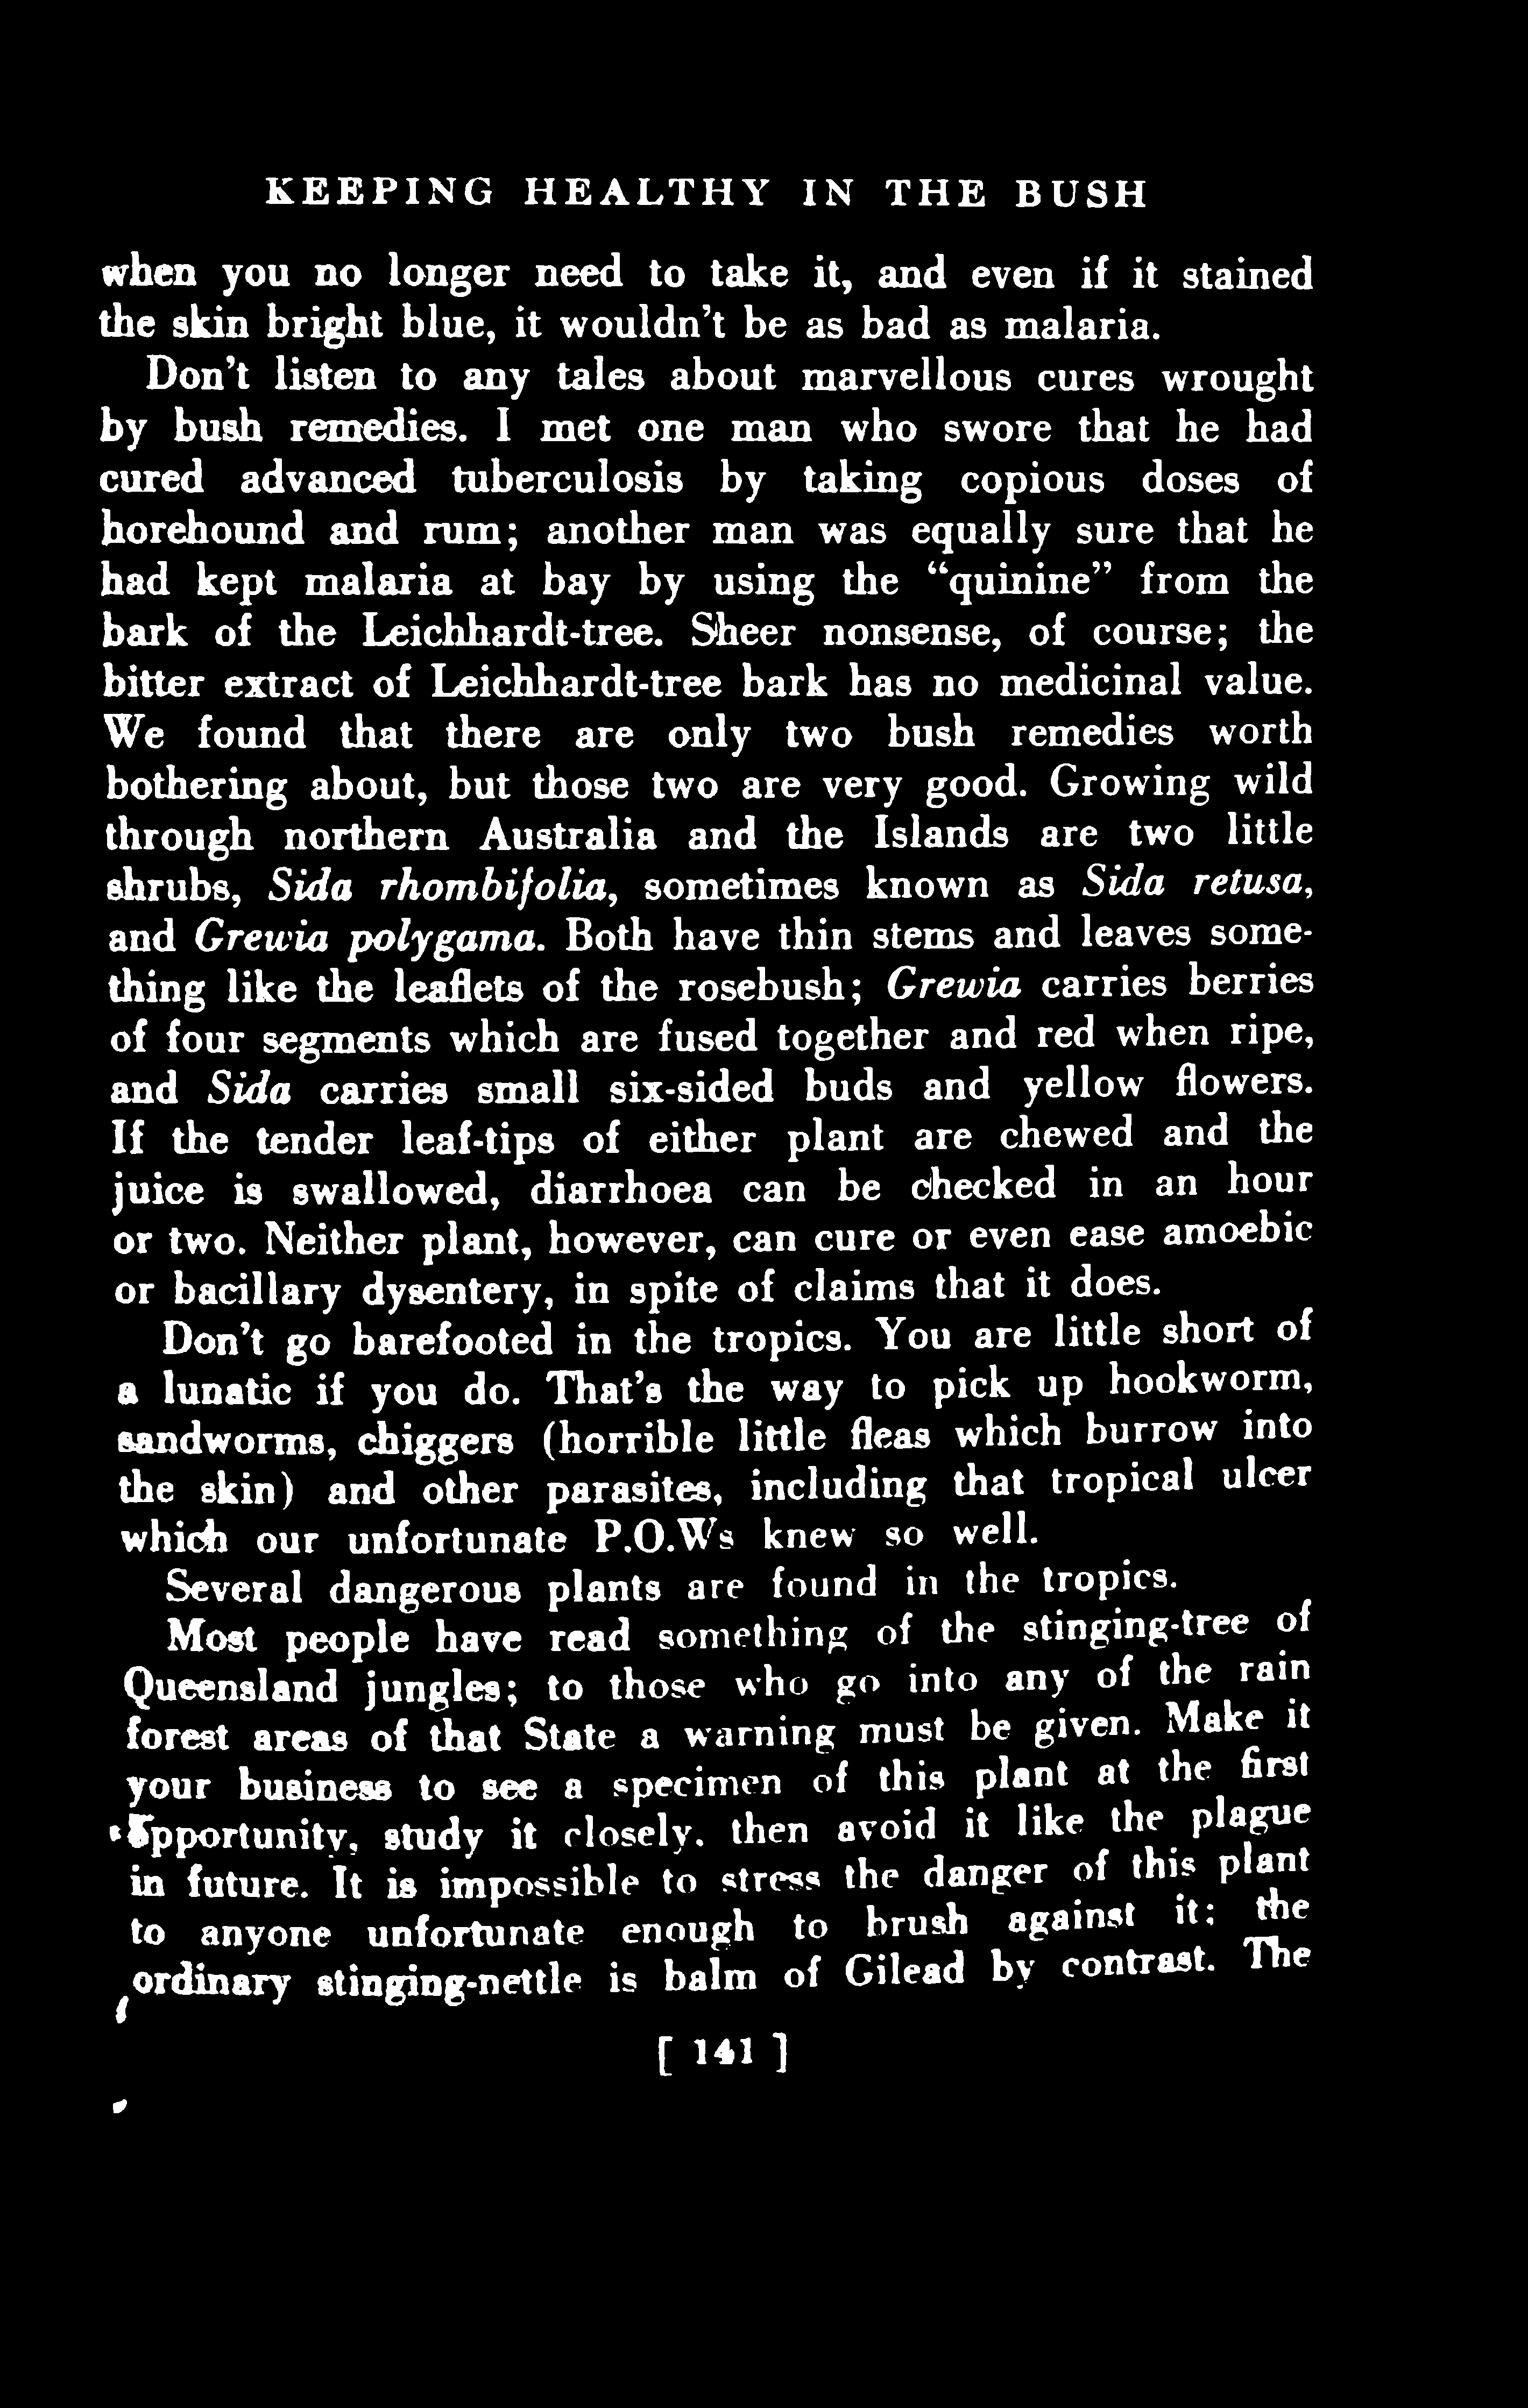 KEEPING HEALTHY IN THE BUSH
when you no longer need to take it, and even if it stained
the skin bright blue, it wouldn't be as bad as malaria.
Don't listen to any tales about marvellous cures wrought
by bush remedies. I met one man who swore that he had
cured advanced tuberculosis by taking copious doses of
horehound and rum; another man was equally sure that he
had kept malaria at bay by using the "quinine" from the
bark of the Leichhardt-tree. Sheer nonsense, of course; the
bitter extract of Leichhardt-tree bark has no medicinal value.
We found that there are only two bush remedies worth
bothering about, but those two are very good. Growing wild
through northern Australia and the Islands are two little
shrubs, Sida rhombifolia, sometimes known as Sida retusa,
and Grewia polygama. Both have thin stems and leaves some-
thing like the leaflets of the rosebush; Grewia carries berries
of four segments which are fused together and red when ripe,
and Sida carries small six-sided buds and yellow flowers.
If the tender leaf-tips of either plant are chewed and the
juice is swallowed, diarrhoea can be checked in an hour
or two. Neither plant, however, can cure or even ease amoebic
or bacillary dysentery, in spite of claims that it does.
Don't go barefooted in the tropics. You are little short of
a lunatic if you do. That's the way to pick up hookworm,
sandworms, chiggers (horrible little fleas which burrow into
the skin) and other parasites, including that tropical ulcer
which our unfortunate P.O.Ws knew so well.
Several dangerous plants are found in the tropics.
Most people have read something of the stinging-tree of
Queensland jungles; to those who go into any of the rain
forest areas of that State a warning must be given. Make it
your business to see a specimen of this plant at the first
opportunity, study it closely, then avoid it like the plague
in future. It is impossible to stress the danger of this plant
to anyone unfortunate enough to brush against it; the
ordinary stinging-nettle is balm of Gilead by contrast. The
[ 141 ]